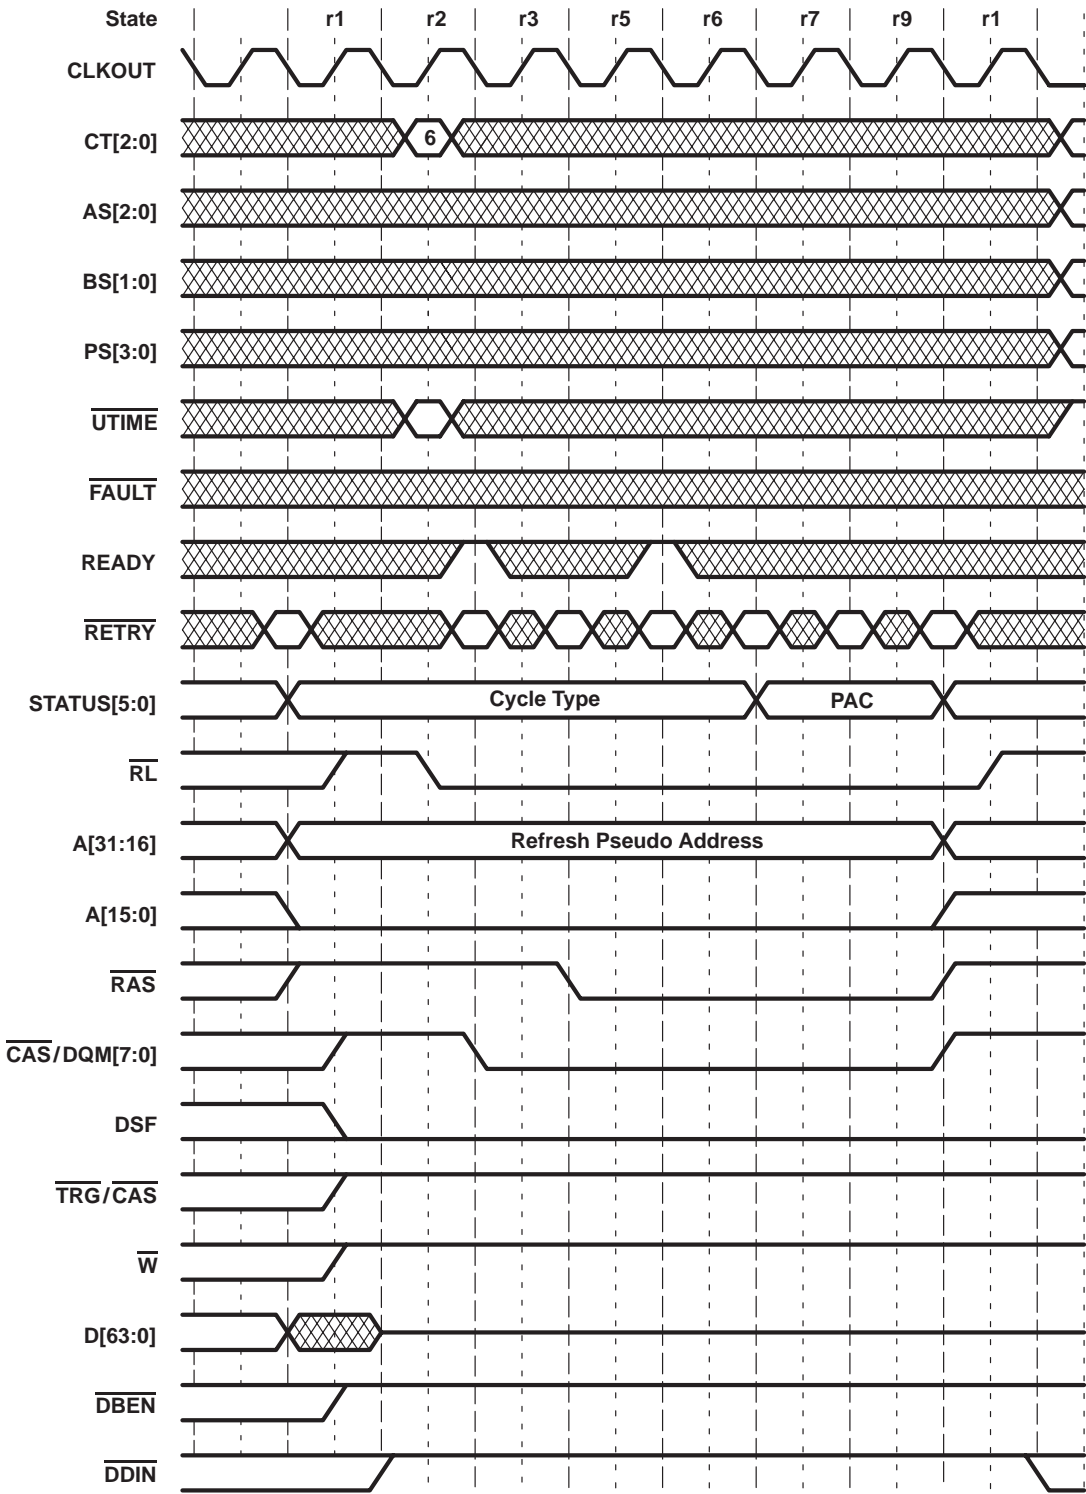 State r1 r2 r3 r5 r6 r7 r9 r1
CLKOUT
CT[2:0] 6
AS[2:0]
BS[1:0]
PS[3:0]
UTIME
FAULT
READY
RETRY
STATUS[5:0] Cycle Type PAC
RL
A[31:16] Refresh Pseudo Address
A[15:0]
RAS
CAS/DQM[7:0]
DSF
TRG/CAS
W
D[63:0]
DBEN
DDIN